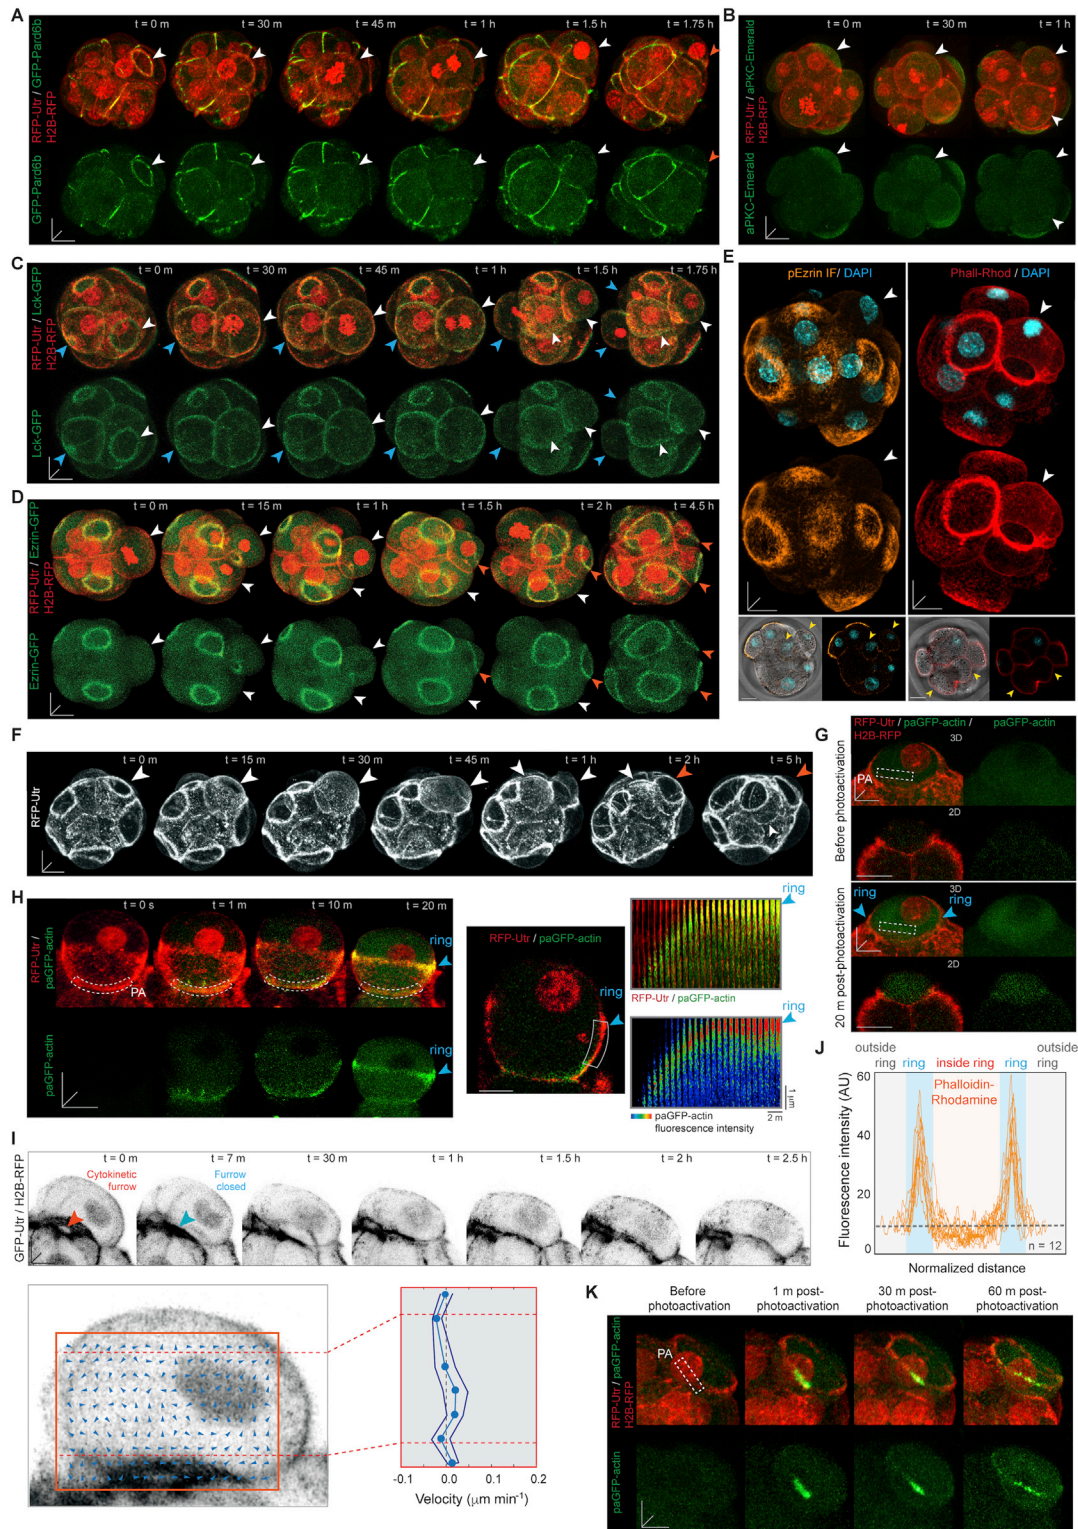 A
t = 0 m
t = 30 m
t = 45 m
t = 1 h
t = 1.5 h
t = 1.75 h
RFP-Utr / GFP-Pard6b
H2B-RFP
GFP-Pard6b
B
t = 0 m
t = 30 m
t = 1 h
RFP-Utr / aPKC-Emerald
H2B-RFP
aPKC-Emerald
C
t = 0 m
t = 30 m
t = 45 m
t = 1 h
t = 1.5 h
t = 1.75 h
RFP-Utr / Lck-GFP
H2B-RFP
Lck-GFP
D
t = 0 m
t = 15 m
t = 1 h
t = 1.5 h
t = 2 h
t = 4.5 h
RFP-Utr / Ezrin-GFP
H2B-RFP
Ezrin-GFP
E
pEzrin IF/ DAPI
Phall-Rhod / DAPI
F
t = 0 m
t = 15 m
t = 30 m
t = 45 m
t = 1 h
t = 2 h
t = 5 h
RFP-Utr
G
RFP-Utr / paGFP-actin /
H2B-RFP
paGFP-actin
3D
PA
2D
Before photoactivation
3D
ring
ring
2D
20 m post-photoactivation
H
t = 0 s
t = 1 m
t = 10 m
t = 20 m
RFP-Utr /
paGFP-actin
PA
ring
paGFP-actin
ring
RFP-Utr / paGFP-actin
ring
ring
RFP-Utr / paGFP-actin
ring
1 μm
2 m
paGFP-actin
fluorescence intensity
I
t = 0 m
t = 7 m
t = 30 m
t = 1 h
t = 1.5 h
t = 2 h
t = 2.5 h
Cytokinetic
furrow
Furrow
closed
GFP-Utr / H2B-RFP
-0.1
0.0
0.1
0.2
Velocity (μm min⁻¹)
J
outside
ring
ring
inside ring
ring
outside
ring
Phalloidin-
Rhodamine
60
40
20
0
Fluorescence intensity (AU)
n = 12
Normalized distance
K
Before
photoactivation
1 m post-
photoactivation
30 m post-
photoactivation
60 m post-
photoactivation
RFP-Utr / paGFP-actin
H2B-RFP
PA
paGFP-actin